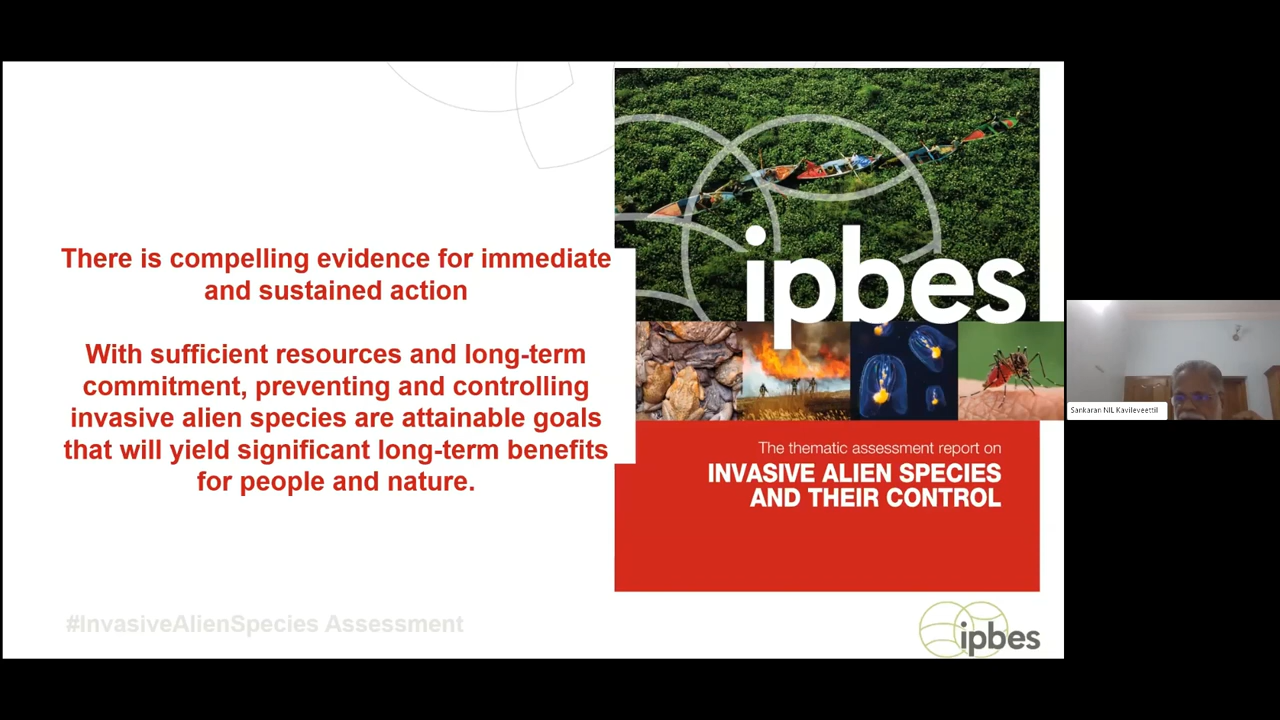 There is compelling evidence for immediate
and sustained action
With sufficient resources and long-term
commitment, preventing and controlling
invasive alien species are attainable goals
that will yield significant long-term benefits
for people and nature.
#InvasiveAlienSpecies Assessment
ipbes
The thematic assessment report on
INVASIVE ALIEN SPECIES
AND THEIR CONTROL
ipbes
Sankaran NIL Kavileveettil